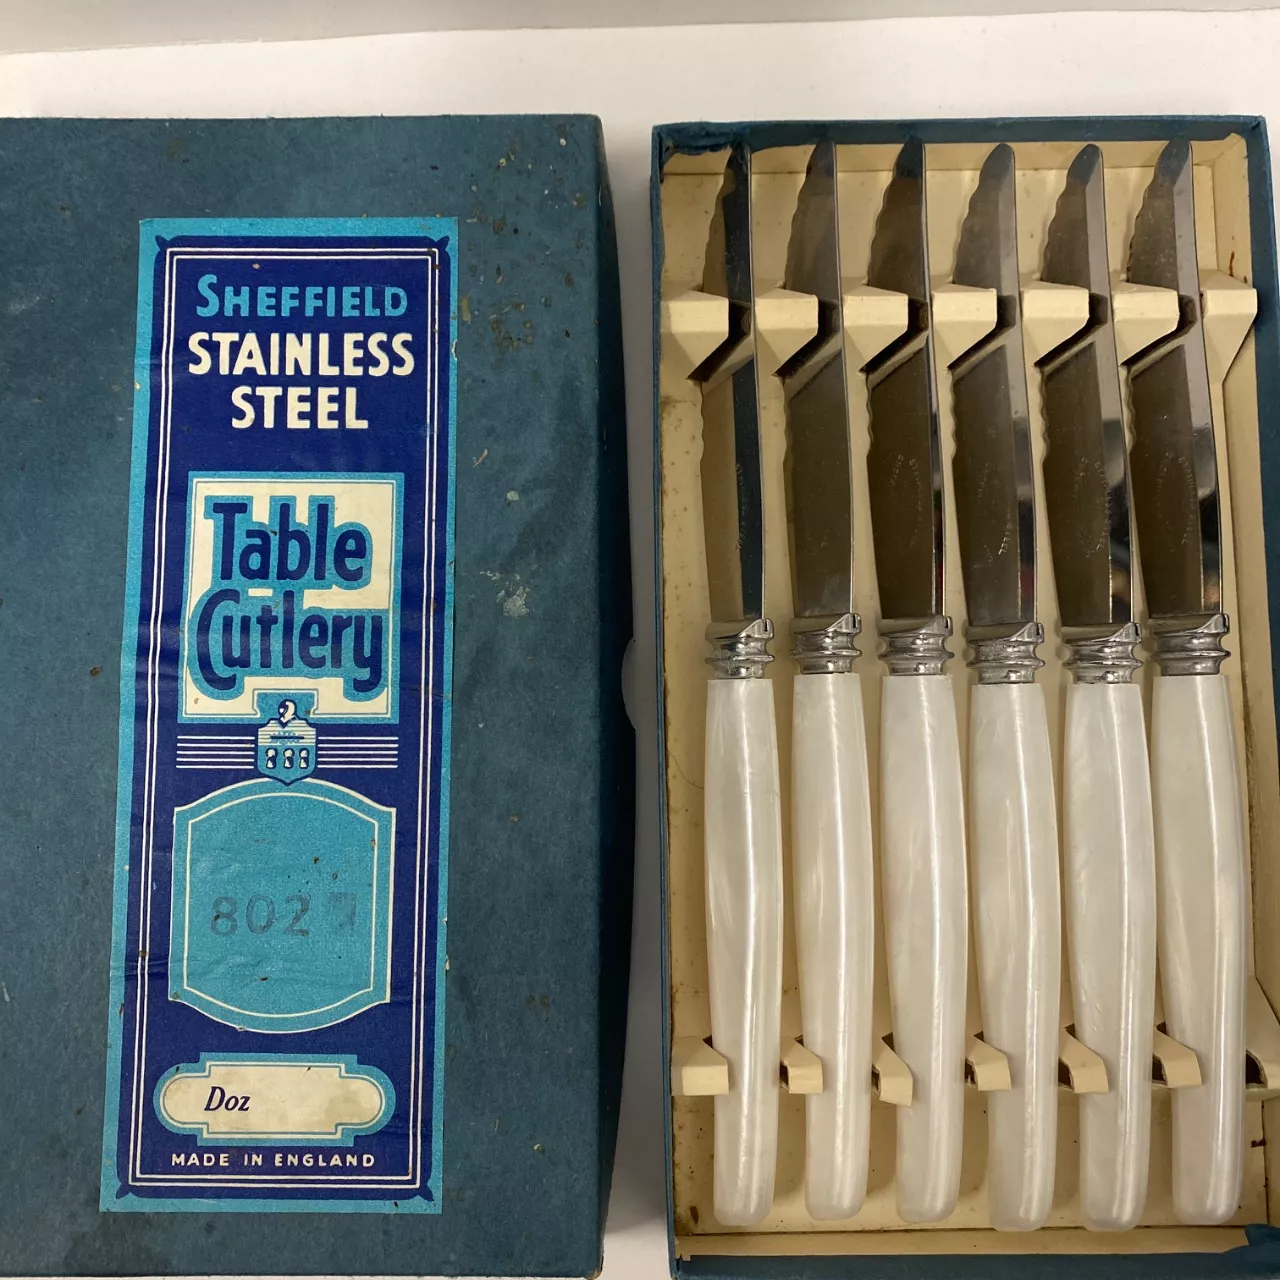 SHEFFIELD
STAINLESS
STEEL
Table
Cutlery
802
Doz
MADE IN ENGLAND